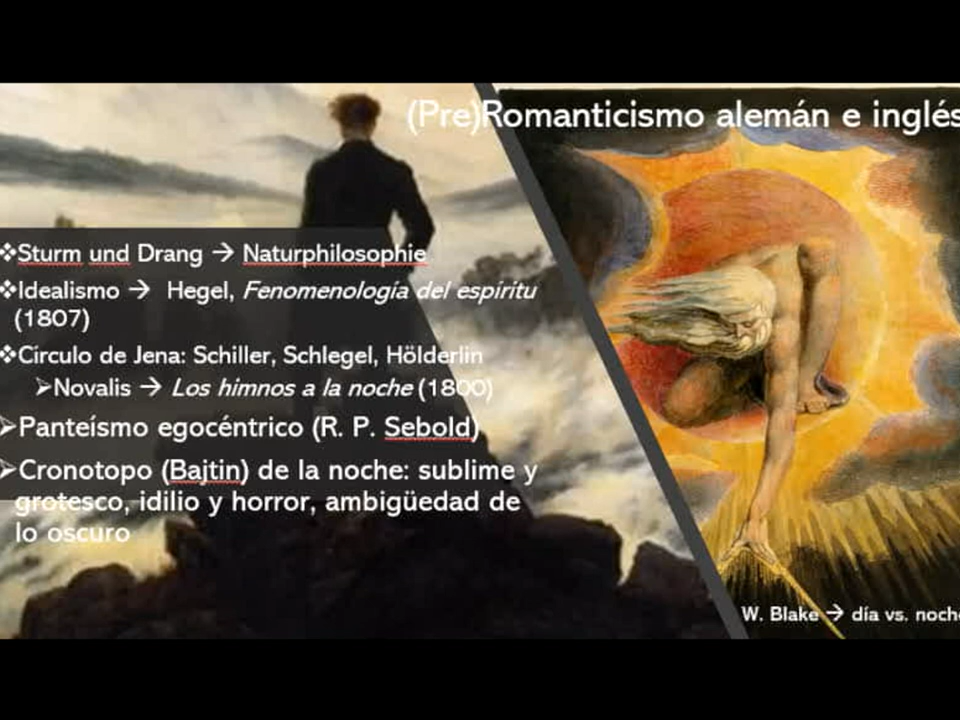 (Pre)Romanticismo alemán e inglés
❖Sturm und Drang → Naturphilosophie
❖Idealismo → Hegel, Fenomenología del espíritu
(1807)
❖Círculo de Jena: Schiller, Schlegel, Hölderlin
➢Novalis → Los himnos a la noche (1800)
➢Panteísmo egocéntrico (R. P. Sebold)
➢Cronotopo (Bajtin) de la noche: sublime y
grotesco, idilio y horror, ambigüedad de
lo oscuro
W. Blake → día vs. noche